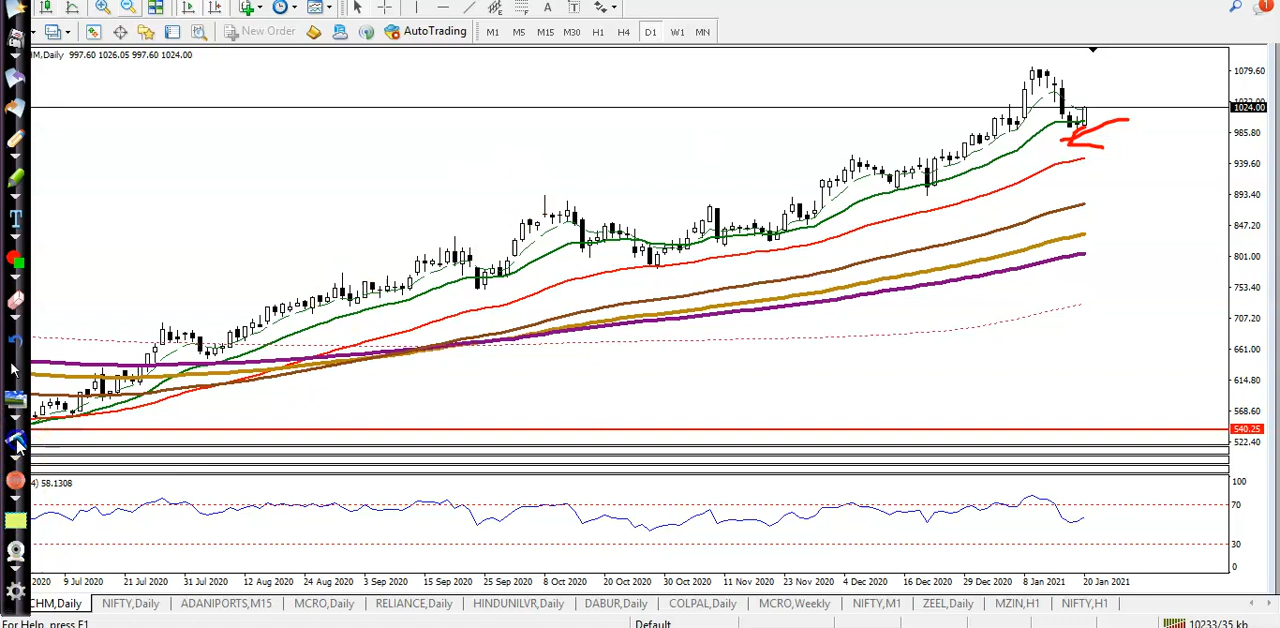 New Order
AutoTrading
M1 M5 M15 M30 H1 H4 D1 W1 MN
HM,Daily 997.60 1026.05 997.60 1024.00
1079.60
1024.00
985.80
939.60
893.40
847.20
801.00
753.40
707.20
661.00
614.80
568.60
540.25
522.40
4) 58.1308
100
70
30
0
2020 9 Jul 2020 21 Jul 2020 31 Jul 2020 12 Aug 2020 24 Aug 2020 3 Sep 2020 15 Sep 2020 25 Sep 2020 8 Oct 2020 20 Oct 2020 30 Oct 2020 11 Nov 2020 23 Nov 2020 4 Dec 2020 16 Dec 2020 29 Dec 2020 8 Jan 2021 20 Jan 2021
CHM,Daily NIFTY,Daily ADANIPORTS,M15 MCRO,Daily RELIANCE,Daily HINDUNILVR,Daily DABUR,Daily COLPAL,Daily MCRO,Weekly NIFTY,M1 ZEEL,Daily MZIN,H1 NIFTY,H1
For Help, press F1 Default 10233/35 kb